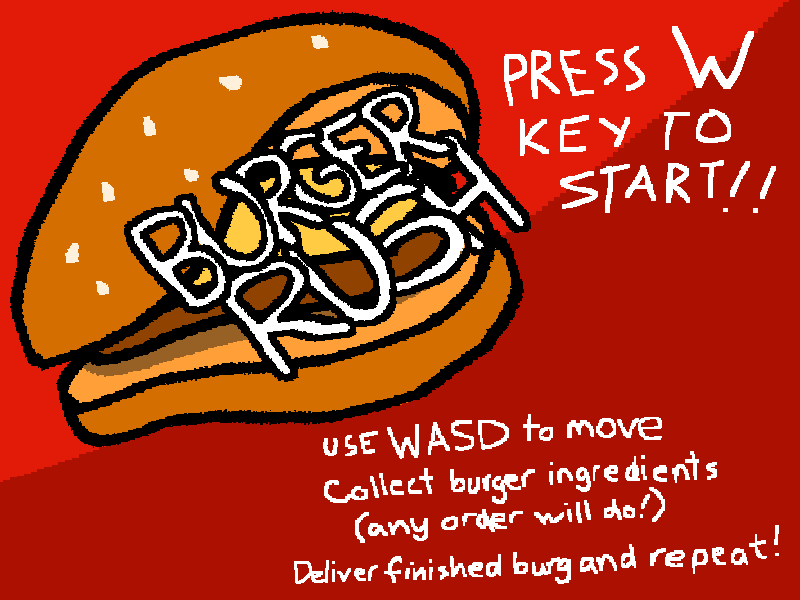 BURGER
RUSH
PRESS W
KEY TO
START!!
USE WASD to move
Collect burger ingredients
(any order will do!)
Deliver finished burg and repeat!